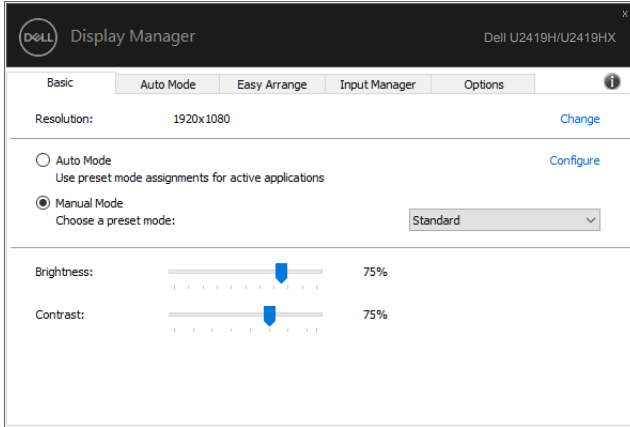 x
DELL Display Manager Dell U2419H/U2419HX
Basic Auto Mode Easy Arrange Input Manager Options i
Resolution: 1920x1080 Change
Auto Mode Configure
Use preset mode assignments for active applications
Manual Mode
Choose a preset mode: Standard
Brightness: 75%
Contrast: 75%